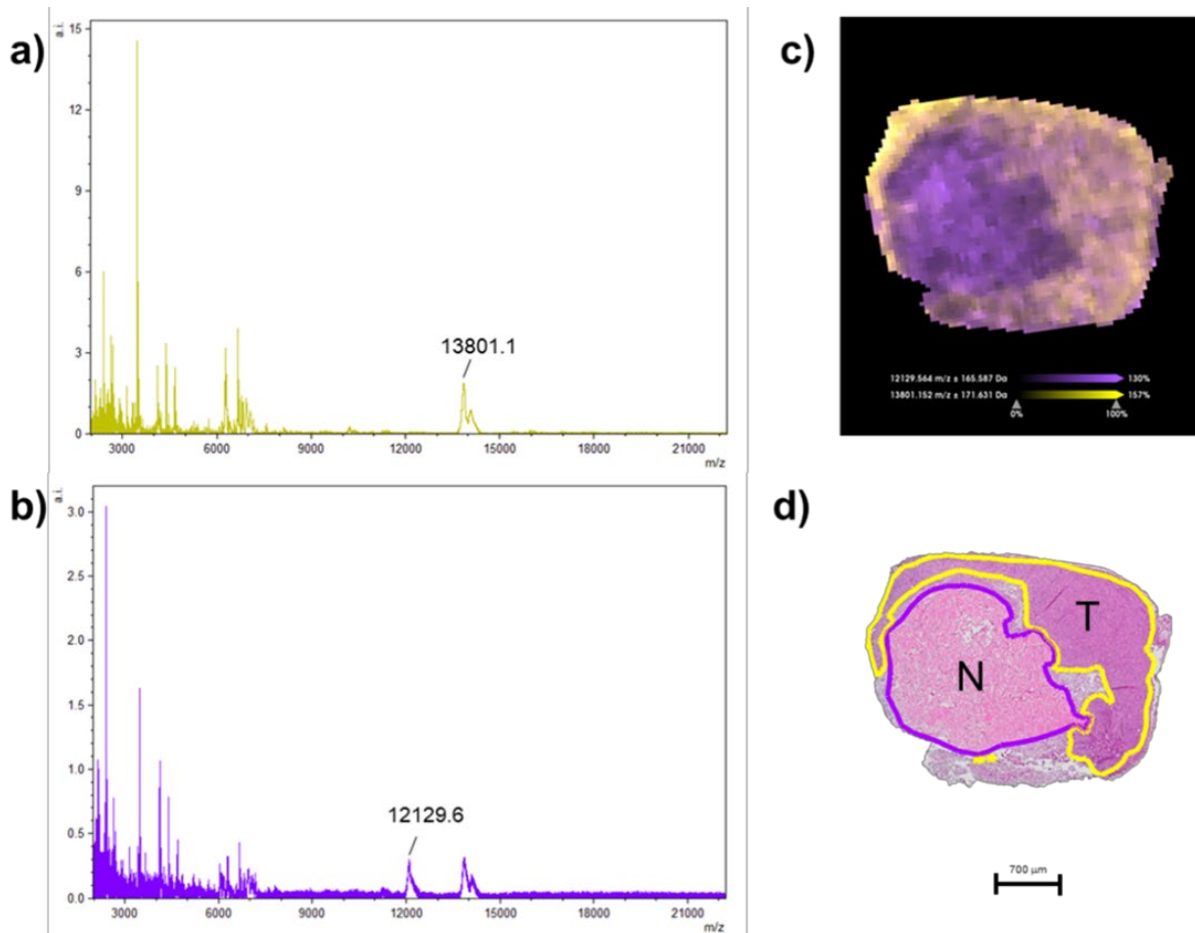 a)
a.i.
15
12
9
6
3
0
13801.1
3000 6000 9000 12000 15000 18000 21000
m/z
b)
a.i.
3.0
2.5
2.0
1.5
1.0
0.5
0.0
12129.6
3000 6000 9000 12000 15000 18000 21000
m/z
c)
12129.564 m/z ± 165.587 Da 130%
13801.152 m/z ± 171.631 Da 157%
0% 100%
d)
T
N
700 µm